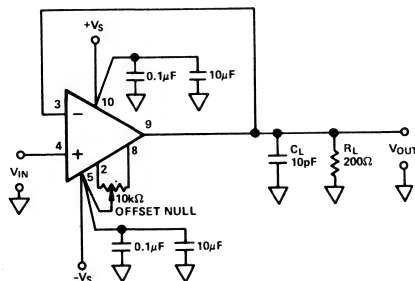 +VS
0.1μF
10μF
10
3
9
4
8
5
2
VIN
10kΩ
OFFSET NULL
CL
10pF
RL
200Ω
VOUT
0.1μF
10μF
-VS